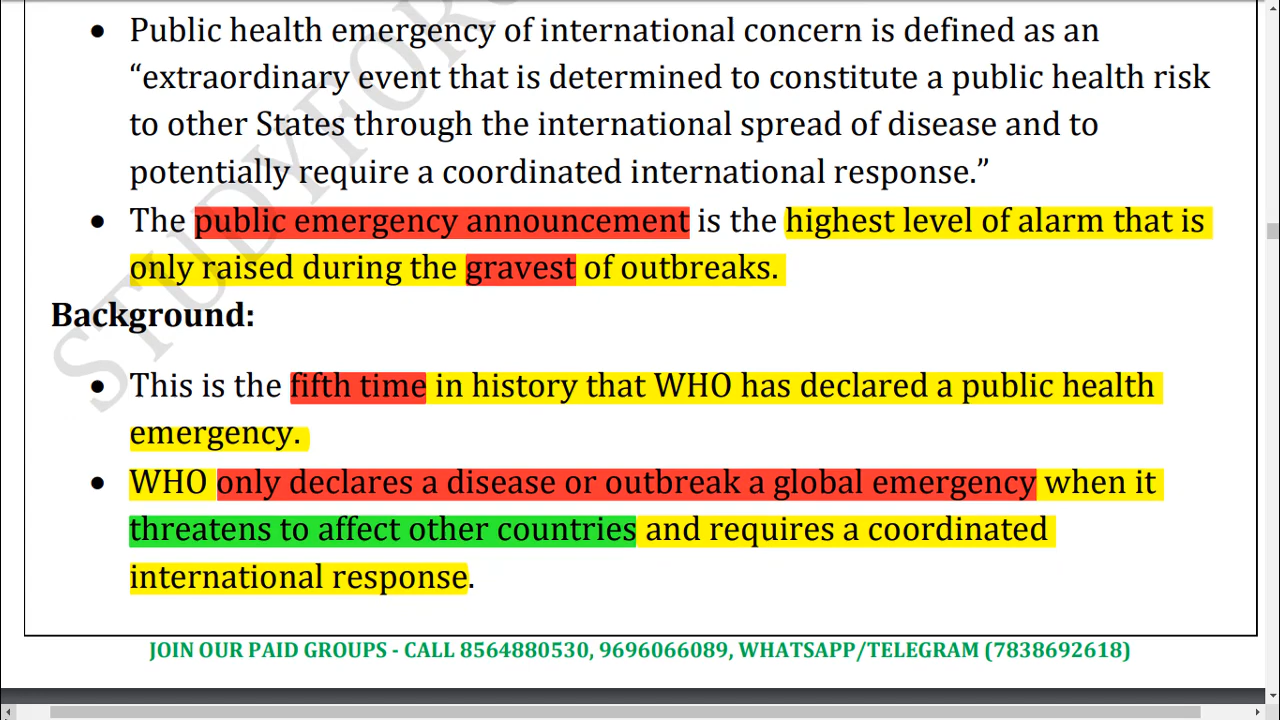 • Public health emergency of international concern is defined as an
“extraordinary event that is determined to constitute a public health risk
to other States through the international spread of disease and to
potentially require a coordinated international response.”
• The public emergency announcement is the highest level of alarm that is
only raised during the gravest of outbreaks.
Background:
• This is the fifth time in history that WHO has declared a public health
emergency.
• WHO only declares a disease or outbreak a global emergency when it
threatens to affect other countries and requires a coordinated
international response.
JOIN OUR PAID GROUPS - CALL 8564880530, 9696066089, WHATSAPP/TELEGRAM (7838692618)
STUDYFOR